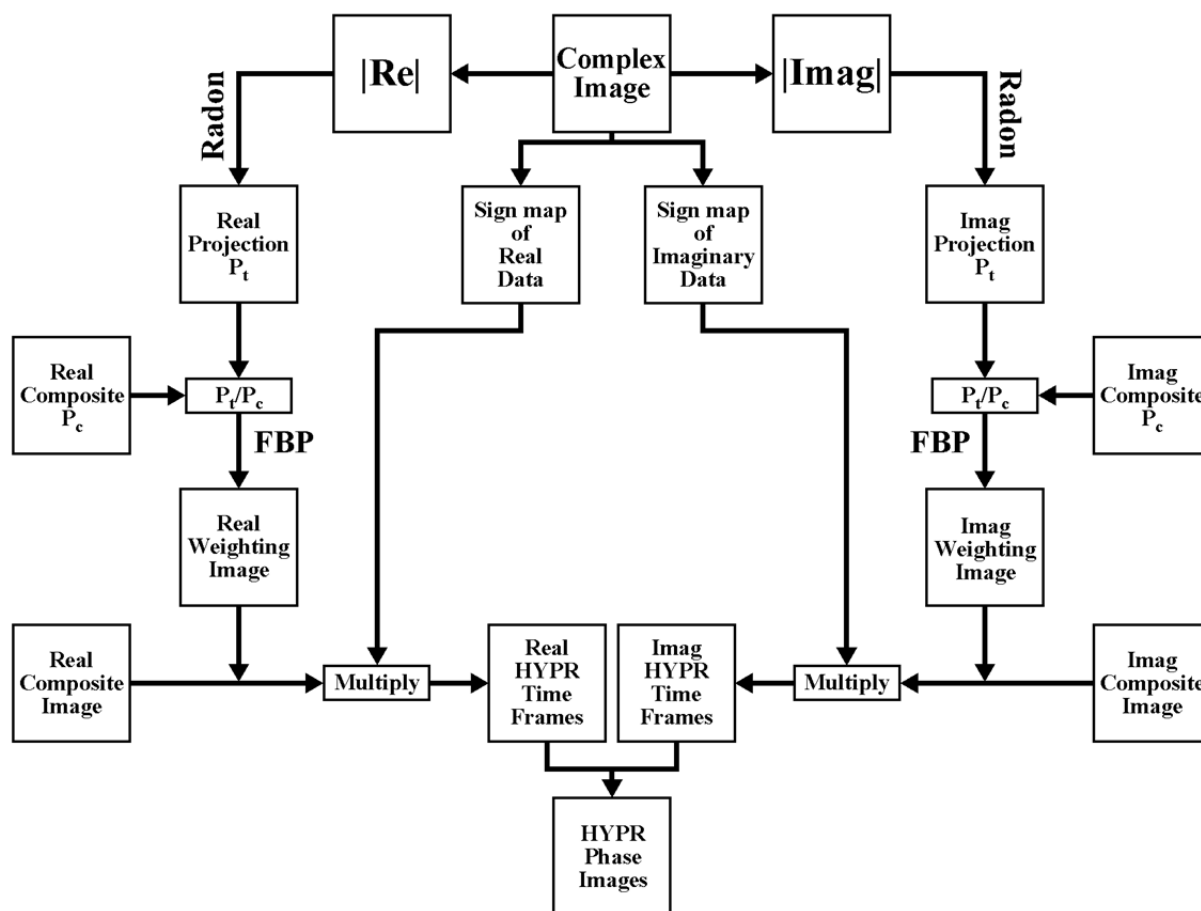 |Re|
Complex
Image
|Imag|
Radon
Radon
Real
Projection
Pt
Sign map
of
Real
Data
Sign map
of
Imaginary
Data
Imag
Projection
Pt
Real
Composite
Pc
Pt/Pc
Pt/Pc
Imag
Composite
Pc
FBP
FBP
Real
Weighting
Image
Imag
Weighting
Image
Real
Composite
Image
Multiply
Real
HYPR
Time
Frames
Imag
HYPR
Time
Frames
Multiply
Imag
Composite
Image
HYPR
Phase
Images